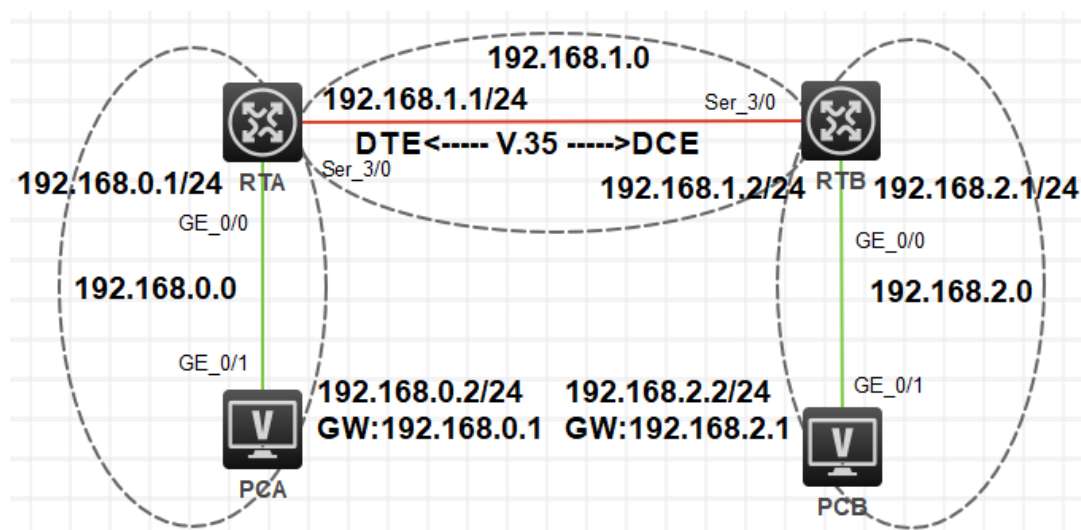 192.168.1.0
192.168.1.1/24
Ser_3/0
DTE<----- V.35 ----->DCE
Ser_3/0
192.168.0.1/24
RTA
192.168.1.2/24
RTB
192.168.2.1/24
GE_0/0
GE_0/0
192.168.0.0
192.168.2.0
GE_0/1
GE_0/1
192.168.0.2/24
GW:192.168.0.1
192.168.2.2/24
GW:192.168.2.1
V
PCA
V
PCB